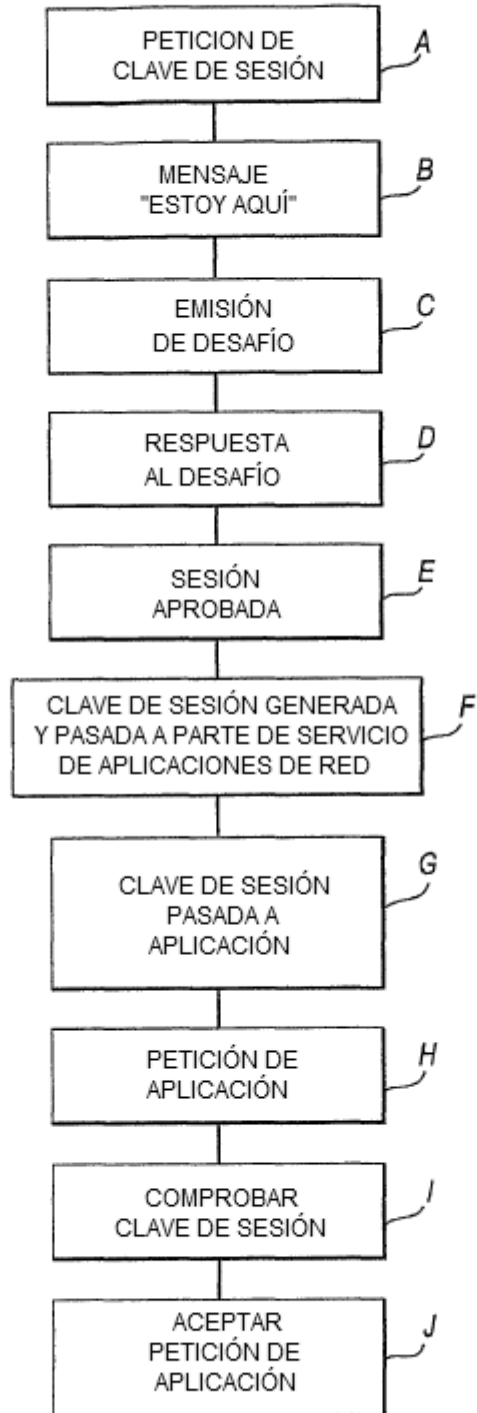 PETICION DE
CLAVE DE SESIÓN
A
MENSAJE
"ESTOY AQUÍ"
B
EMISIÓN
DE DESAFÍO
C
RESPUESTA
AL DESAFÍO
D
SESIÓN
APROBADA
E
CLAVE DE SESIÓN GENERADA
Y PASADA A PARTE DE SERVICIO
DE APLICACIONES DE RED
F
CLAVE DE SESIÓN
PASADA A
APLICACIÓN
G
PETICIÓN DE
APLICACIÓN
H
COMPROBAR
CLAVE DE SESIÓN
I
ACEPTAR
PETICIÓN DE
APLICACIÓN
J